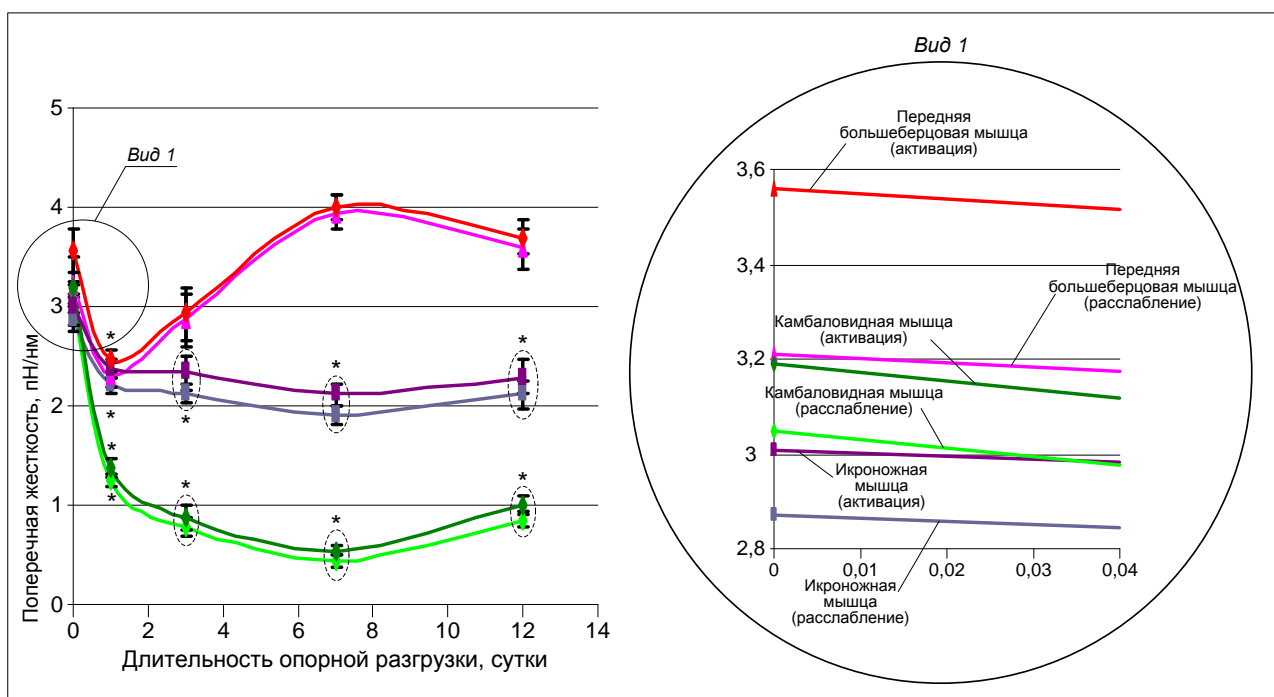 Вид 1
5
4
3
2
1
0
Вид 1
*
*
*
*
*
*
*
*
*
*
0 2 4 6 8 10 12 14
Поперечная жесткость, пН/нм
Длительность опорной разгрузки, сутки
Передняя
большеберцовая мышца
(активация)
3,6
3,4
3,2
3
2,8
Передняя
большеберцовая мышца
(расслабление)
Камбаловидная мышца
(активация)
Камбаловидная мышца
(расслабление)
Икроножная
мышца
(активация)
0 0,01 0,02 0,03 0,04
Икроножная
мышца
(расслабление)